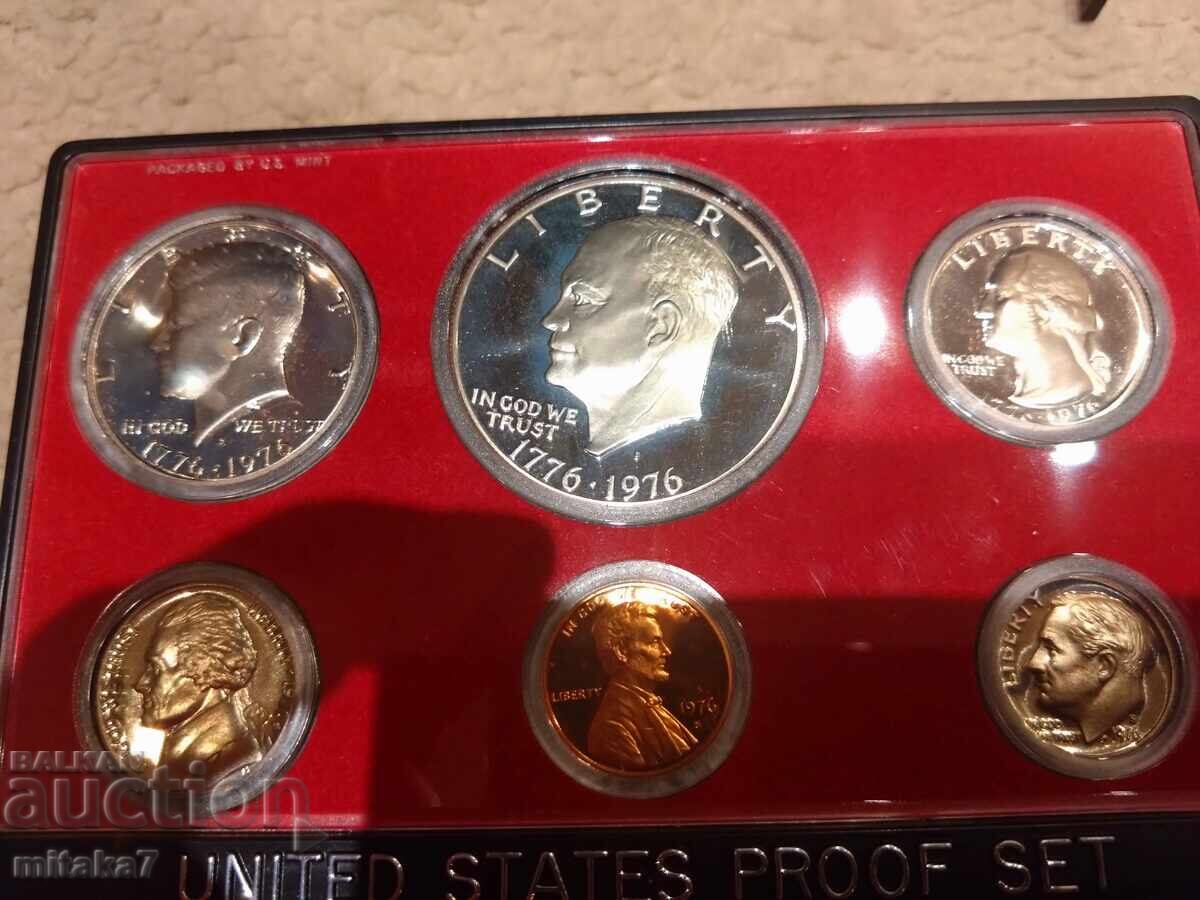 PACKAGED BY U.S. MINT
LIBERTY
IN GOD WE TRUST
1776 · 1976
LIBERTY
IN GOD WE
TRUST
1776 · 1976
LIBERTY
IN GOD WE
TRUST
1776 1976
LIBERTY
1976
S
LIBERTY
1976
BALKAN
auction
mitaka7
UNITED STATES PROOF SET